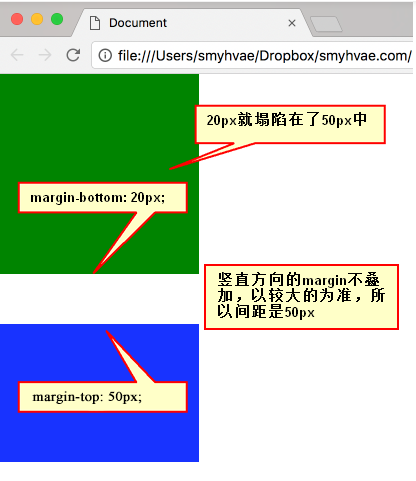 Document
file:///Users/smyhvae/Dropbox/smyhvae.com/
20px就塌陷在了50px中
margin-bottom: 20px;
竖直方向的margin不叠
加，以较大的为准，所
以间距是50px
margin-top: 50px;